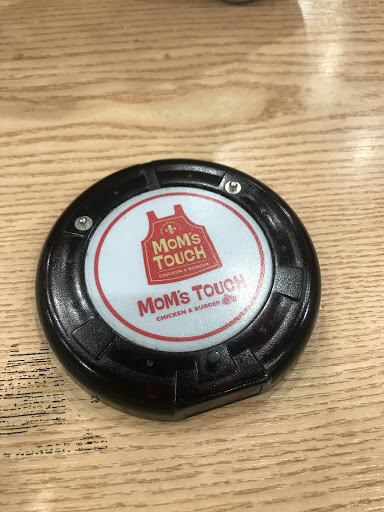 MOM'S
TOUCH
CHICKEN & BURGER
MOM'S TOUCH
CHICKEN & BURGER